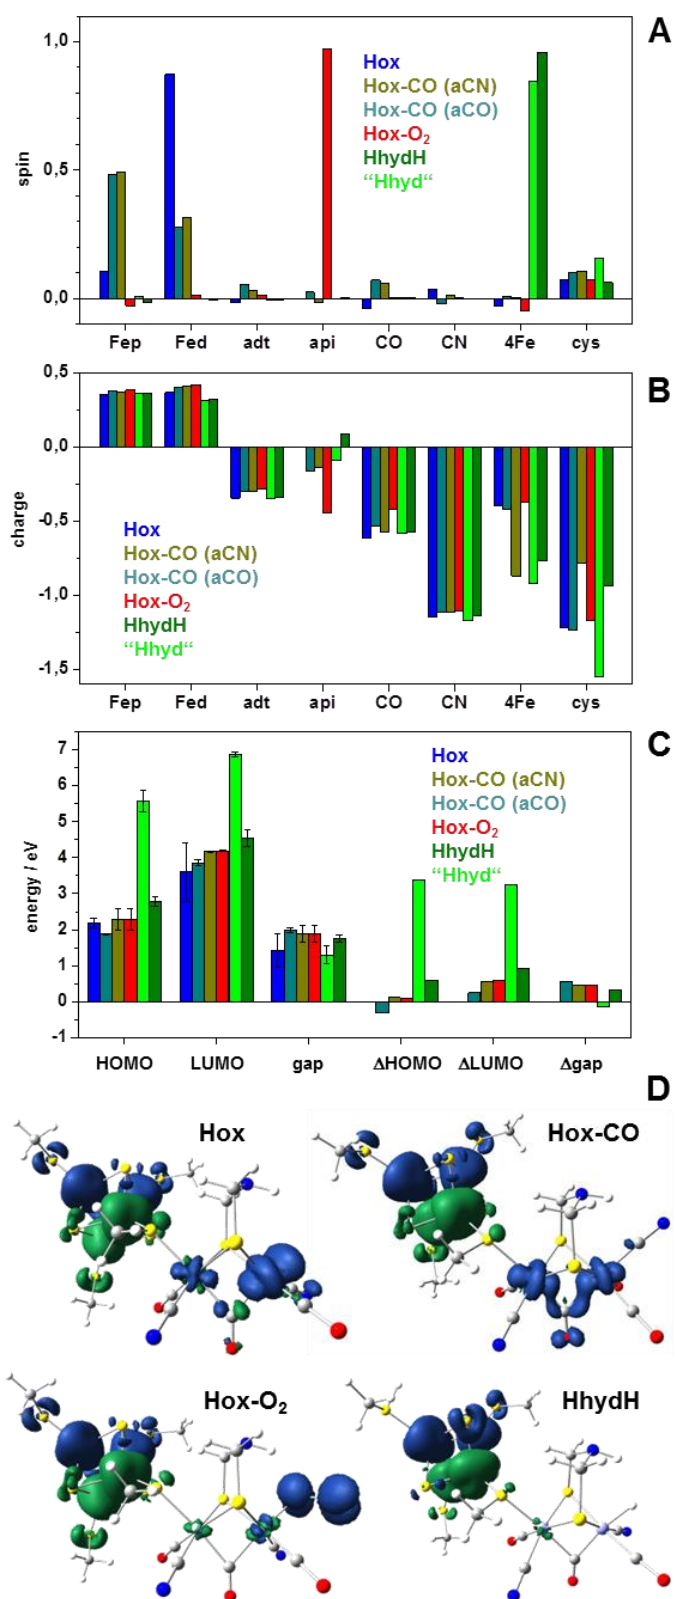 A
1,0
0,5
0,0
spin
Hox
Hox-CO (aCN)
Hox-CO (aCO)
Hox-O₂
HhydH
“Hhyd“
Fep Fed adt api CO CN 4Fe cys
B
0,5
0,0
-0,5
-1,0
-1,5
charge
Hox
Hox-CO (aCN)
Hox-CO (aCO)
Hox-O₂
HhydH
“Hhyd“
Fep Fed adt api CO CN 4Fe cys
C
7
6
5
4
3
2
1
0
-1
energy / eV
Hox
Hox-CO (aCN)
Hox-CO (aCO)
Hox-O₂
HhydH
“Hhyd“
HOMO LUMO gap ΔHOMO ΔLUMO Δgap
D
Hox Hox-CO
Hox-O₂ HhydH